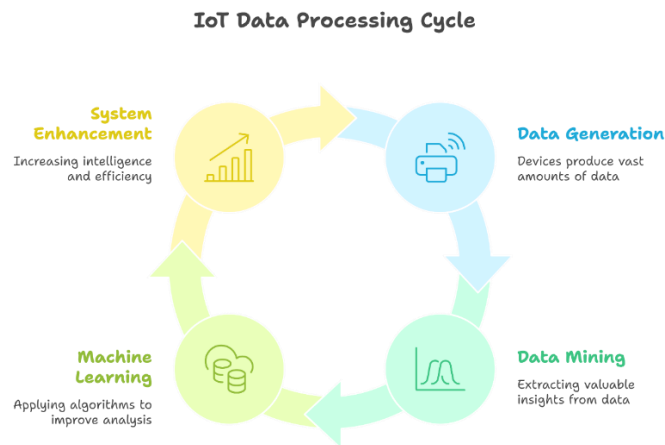 IoT Data Processing Cycle
System
Enhancement
Increasing intelligence
and efficiency
Data Generation
Devices produce vast
amounts of data
Machine
Learning
Applying algorithms to
improve analysis
Data Mining
Extracting valuable
insights from data